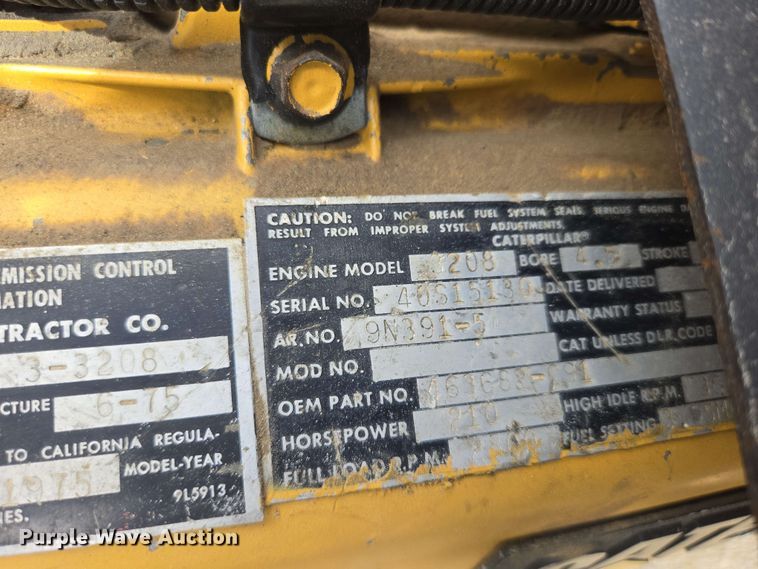 CAUTION: DO NOT BREAK FUEL SYSTEM SEALS. SERIOUS ENGINE D
RESULT FROM IMPROPER SYSTEM ADJUSTMENTS.
CATERPILLAR®
ENGINE MODEL 3208 BORE 4.5 STROKE
SERIAL NO. DATE DELIVERED
AR.NO. 9N391-5 WARRANTY STATUS
MOD NO. CAT UNLESS DLR. CODE
OEM PART NO. HIGH IDLE R.P.M.
HORSEPOWER 210 FUEL SETTING
FULL LOAD R.P.M.
MISSION CONTROL
MATION
TRACTOR CO.
3-3208
CTURE 6-75
TO CALIFORNIA REGULA-
1975 MODEL-YEAR
9L5913
NES.
Purple Wave Auction